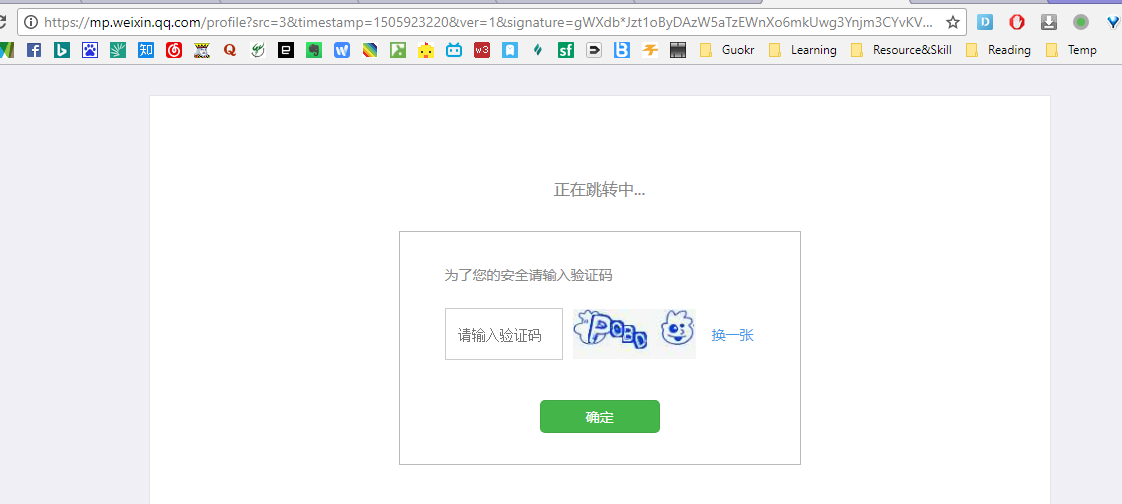 https://mp.weixin.qq.com/profile?src=3&timestamp=1505923220&ver=1&signature=gWXdb*Jzt1oByDAzW5aTzEWnXo6mkUwg3Ynjm3CYvKV...
Guokr Learning Resource&Skill Reading Temp
正在跳转中...
为了您的安全请输入验证码
请输入验证码 POBD 换一张
确定